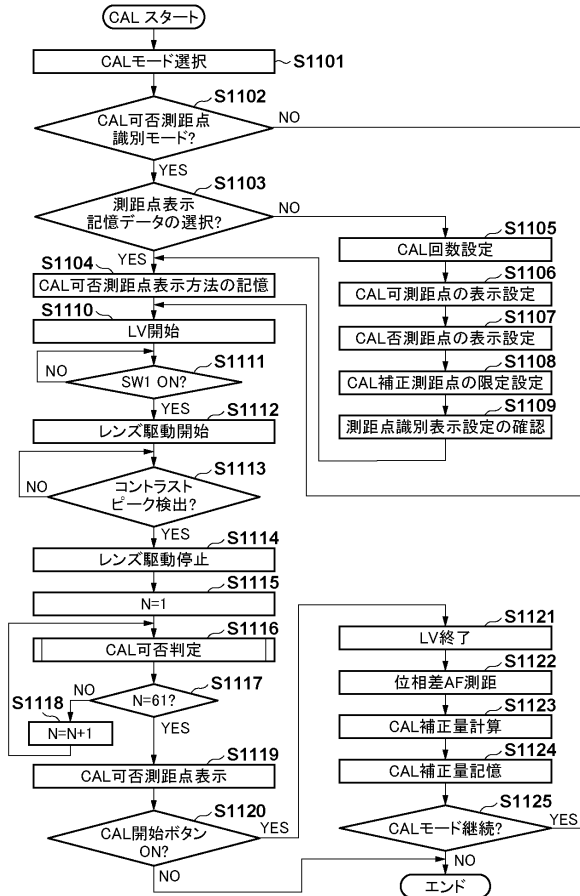 CAL スタート
CALモード選択
S1101
S1102
CAL可否測距点
識別モード?
NO
YES
S1103
測距点表示
記憶データの選択?
NO
YES
S1104
CAL可否測距点表示方法の記憶
S1105
CAL回数設定
S1106
CAL可測距点の表示設定
S1107
CAL否測距点の表示設定
S1108
CAL補正測距点の限定設定
S1109
測距点識別表示設定の確認
S1110
LV開始
S1111
NO
SW1 ON?
YES
S1112
レンズ駆動開始
S1113
NO
コントラスト
ピーク検出?
YES
S1114
レンズ駆動停止
S1115
N=1
S1116
CAL可否判定
S1117
NO
N=61?
S1118
N=N+1
YES
S1119
CAL可否測距点表示
S1120
CAL開始ボタン
ON?
YES
NO
S1121
LV終了
S1122
位相差AF測距
S1123
CAL補正量計算
S1124
CAL補正量記憶
S1125
CALモード継続?
YES
NO
エンド